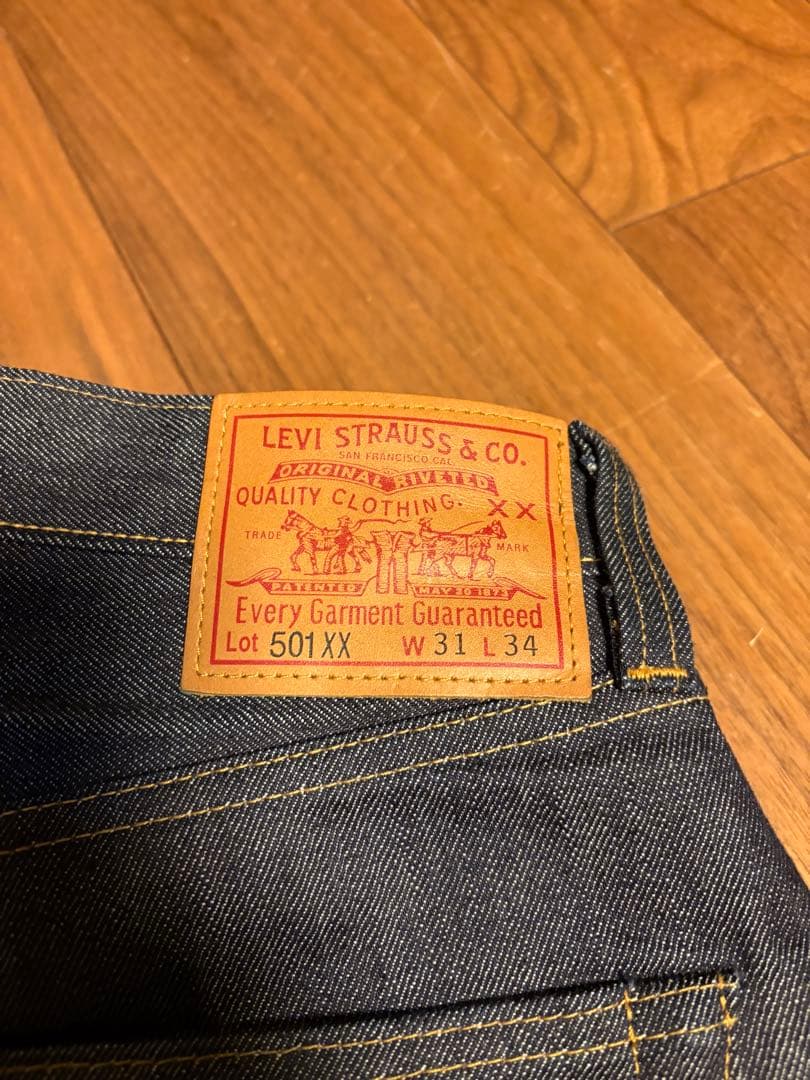 LEVI STRAUSS & CO.
SAN FRANCISCO CAL.
ORIGINAL RIVETED
QUALITY CLOTHING. XX
TRADE MARK
PATENTED MAY 20 1873
Every Garment Guaranteed
Lot 501XX W 31 L 34